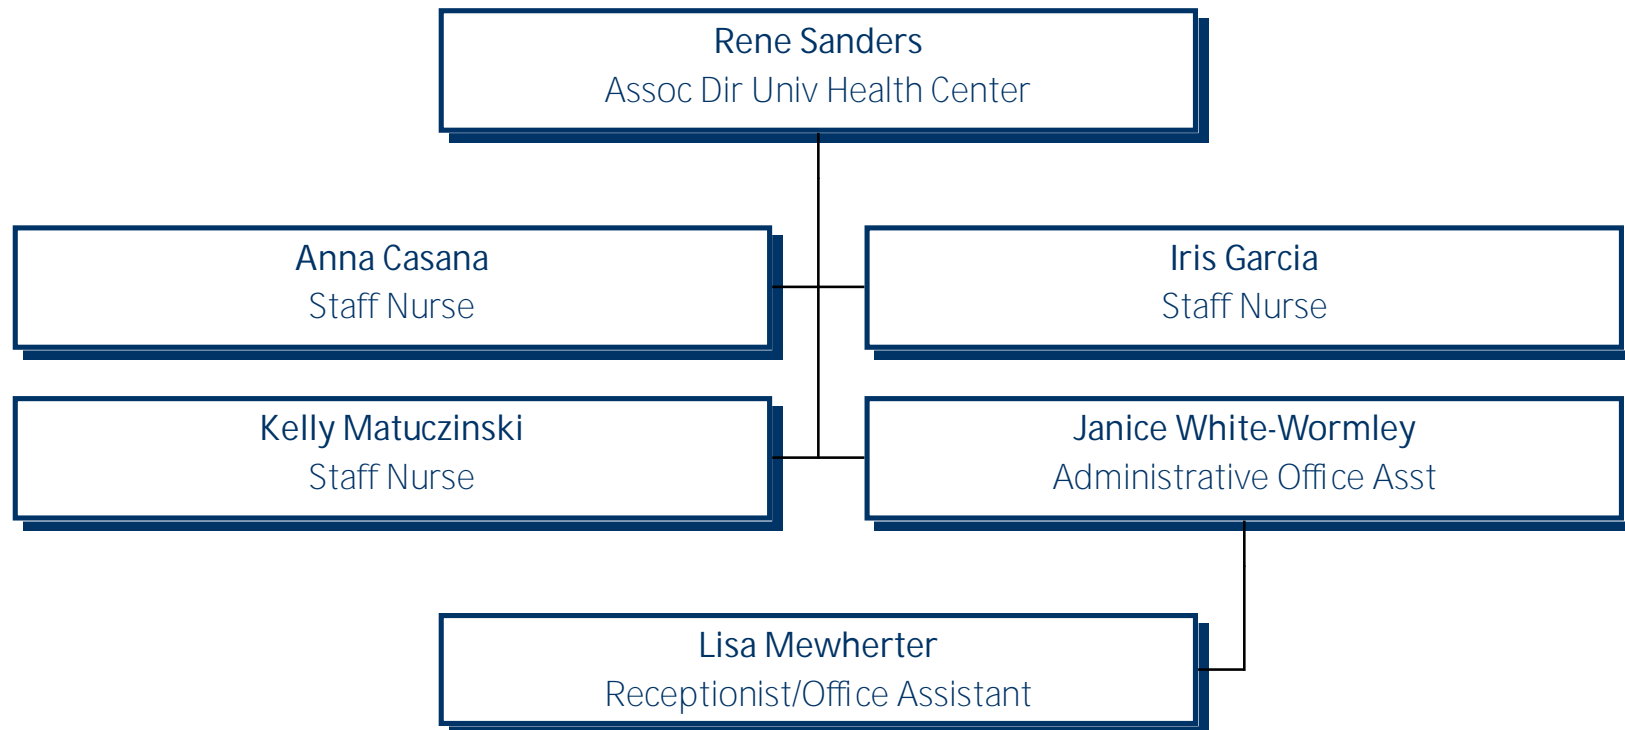 Rene Sanders
Assoc Dir Univ Health Center
Anna Casana
Staff Nurse
Iris Garcia
Staff Nurse
Kelly Matuczinski
Staff Nurse
Janice White-Wormley
Administrative Office Asst
Lisa Mewherter
Receptionist/Office Assistant